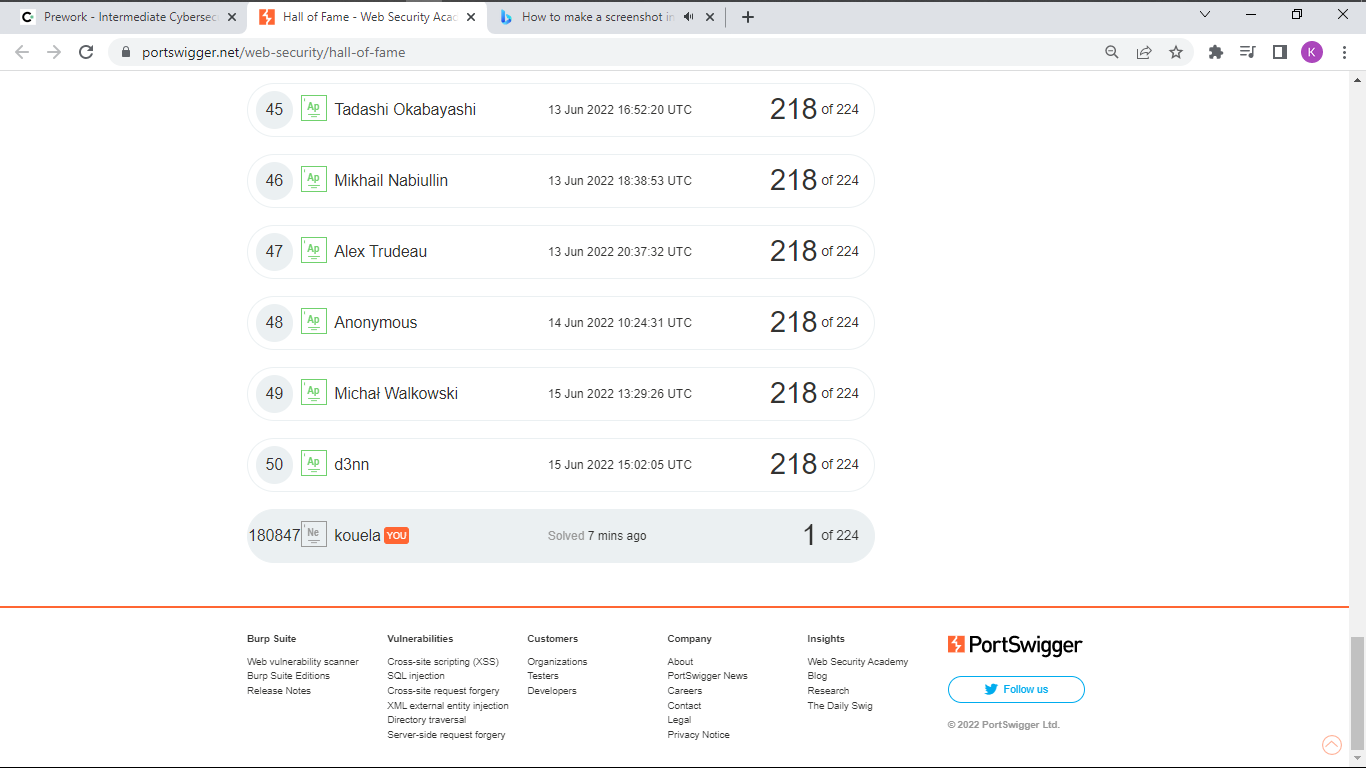 Prework - Intermediate Cybersec
Hall of Fame - Web Security Acad
How to make a screenshot in
portswigger.net/web-security/hall-of-fame
K
45 Ap Tadashi Okabayashi 13 Jun 2022 16:52:20 UTC 218 of 224
46 Ap Mikhail Nabiullin 13 Jun 2022 18:38:53 UTC 218 of 224
47 Ap Alex Trudeau 13 Jun 2022 20:37:32 UTC 218 of 224
48 Ap Anonymous 14 Jun 2022 10:24:31 UTC 218 of 224
49 Ap Michał Walkowski 15 Jun 2022 13:29:26 UTC 218 of 224
50 Ap d3nn 15 Jun 2022 15:02:05 UTC 218 of 224
180847 Ne kouela YOU Solved 7 mins ago 1 of 224
Burp Suite
Web vulnerability scanner
Burp Suite Editions
Release Notes
Vulnerabilities
Cross-site scripting (XSS)
SQL injection
Cross-site request forgery
XML external entity injection
Directory traversal
Server-side request forgery
Customers
Organizations
Testers
Developers
Company
About
PortSwigger News
Careers
Contact
Legal
Privacy Notice
Insights
Web Security Academy
Blog
Research
The Daily Swig
PortSwigger
Follow us
© 2022 PortSwigger Ltd.